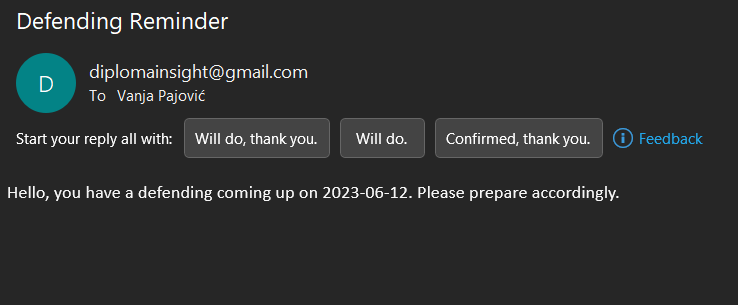 Defending Reminder
D
diplomainsight@gmail.com
To Vanja Pajović
Start your reply all with: Will do, thank you. Will do. Confirmed, thank you. Feedback
Hello, you have a defending coming up on 2023-06-12. Please prepare accordingly.